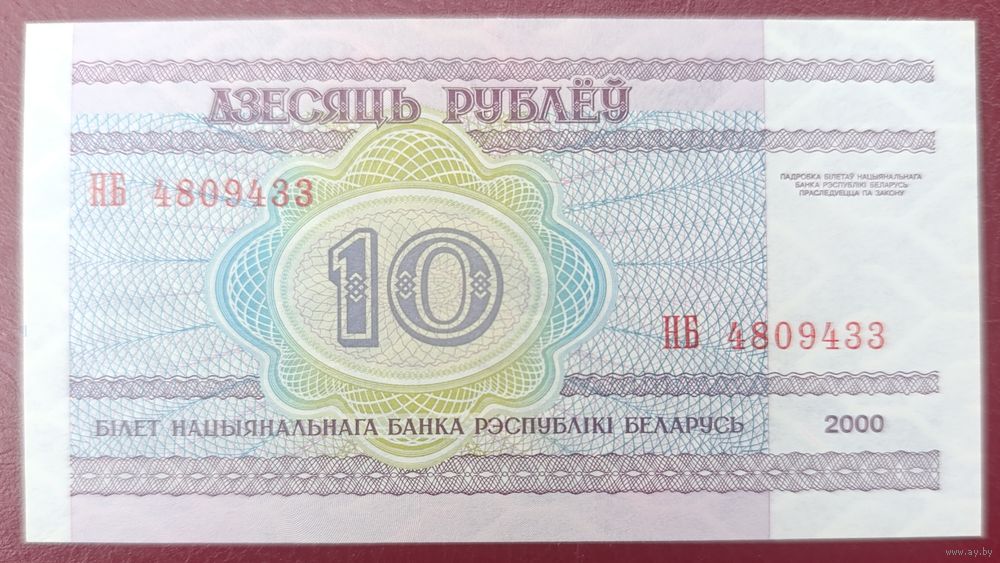 ДЗЕСЯЦЬ РУБЛЁЎ
НБ 4809433
ПАДРОБКА БІЛЕТАЎ НАЦЫЯНАЛЬНАГА
БАНКА РЭСПУБЛІКІ БЕЛАРУСЬ
ПРАСЛЕДУЕЦЦА ПА ЗАКОНУ
10
НБ 4809433
БІЛЕТ НАЦЫЯНАЛЬНАГА БАНКА РЭСПУБЛІКІ БЕЛАРУСЬ 2000
www.ay.by